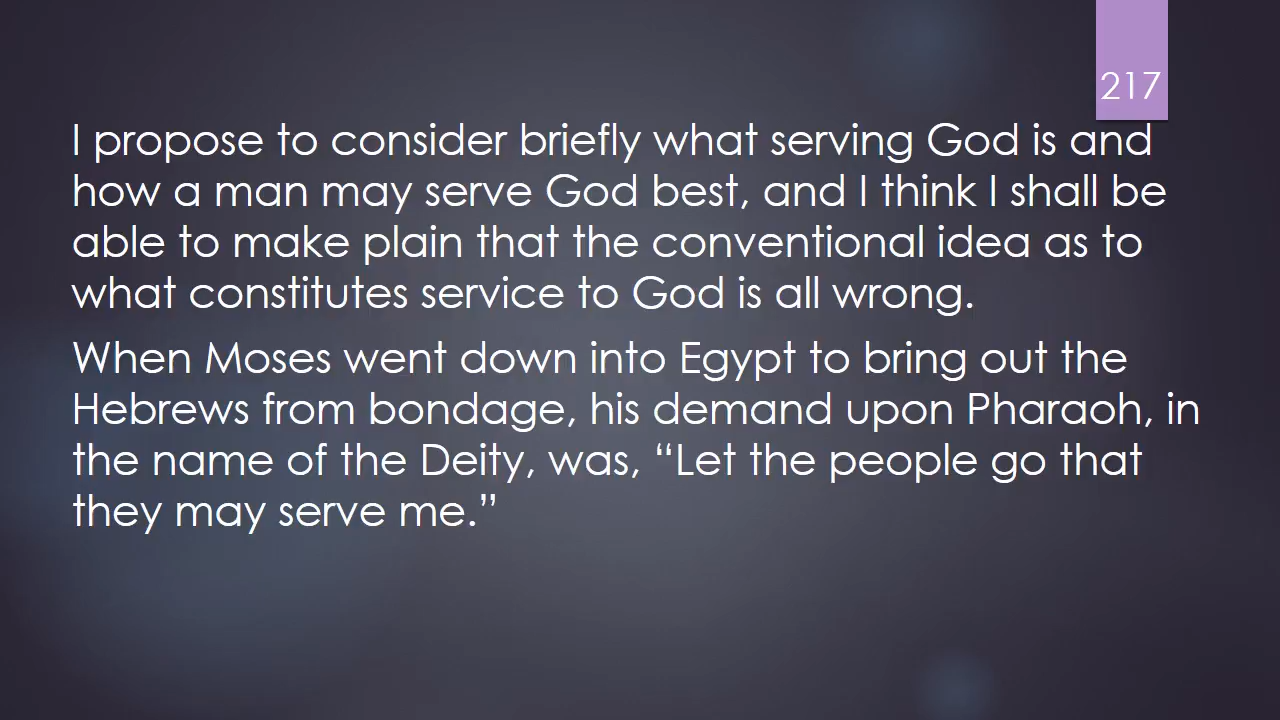 217
I propose to consider briefly what serving God is and
how a man may serve God best, and I think I shall be
able to make plain that the conventional idea as to
what constitutes service to God is all wrong.
When Moses went down into Egypt to bring out the
Hebrews from bondage, his demand upon Pharaoh, in
the name of the Deity, was, “Let the people go that
they may serve me.”